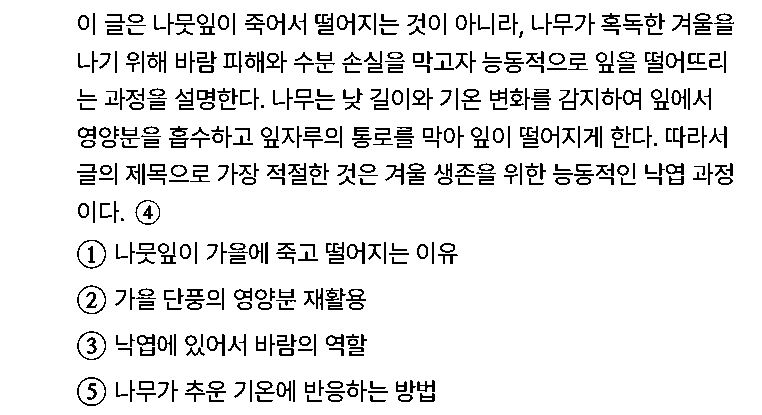 이 글은 나뭇잎이 죽어서 떨어지는 것이 아니라, 나무가 혹독한 겨울을
나기 위해 바람 피해와 수분 손실을 막고자 능동적으로 잎을 떨어뜨리
는 과정을 설명한다. 나무는 낮 길이와 기온 변화를 감지하여 잎에서
영양분을 흡수하고 잎자루의 통로를 막아 잎이 떨어지게 한다. 따라서
글의 제목으로 가장 적절한 것은 겨울 생존을 위한 능동적인 낙엽 과정
이다. ④
① 나뭇잎이 가을에 죽고 떨어지는 이유
② 가을 단풍의 영양분 재활용
③ 낙엽에 있어서 바람의 역할
⑤ 나무가 추운 기온에 반응하는 방법